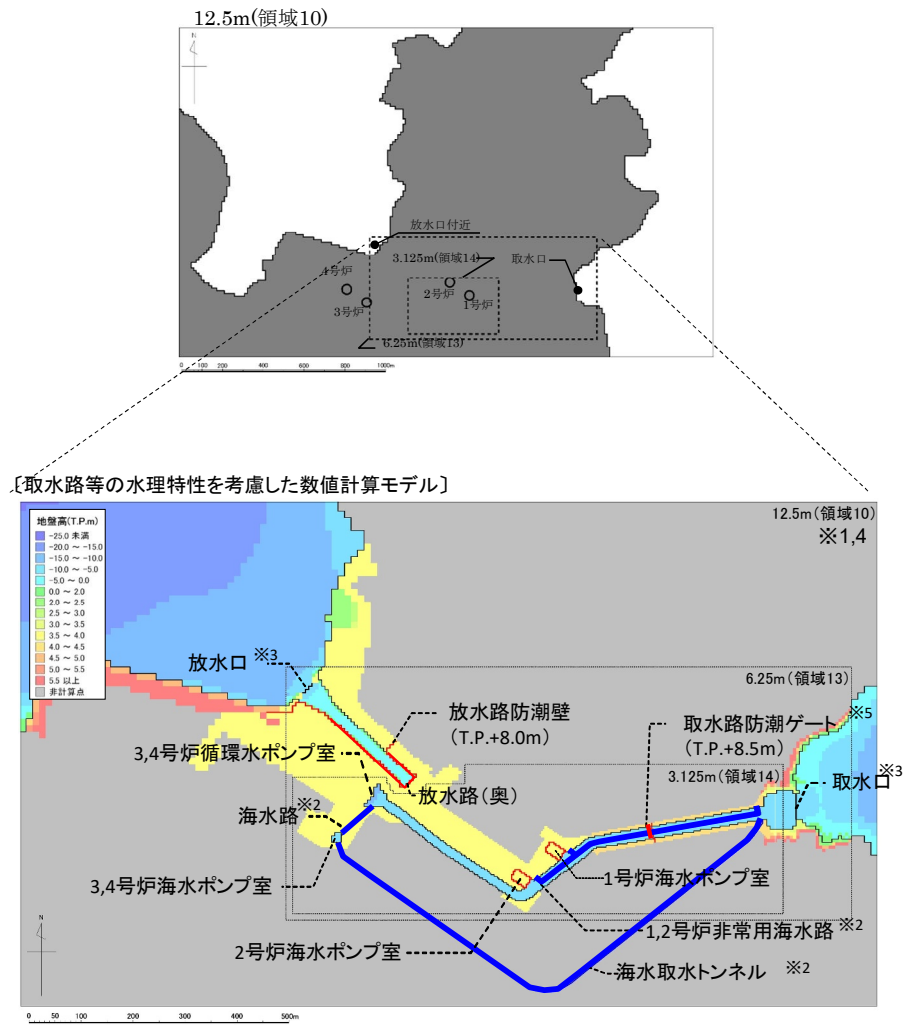 12.5m(領域10)
N
放水口付近
3.125m(領域14)
取水口
4号炉
2号炉
3号炉
1号炉
6.25m(領域13)
0 200 400 600 800 1000m
〔取水路等の水理特性を考慮した数値計算モデル〕
12.5m(領域10)
※1,4
地盤高(T.P.m)
-25.0 未満
-20.0 ～ -15.0
-15.0 ～ -10.0
-10.0 ～ -5.0
-5.0 ～ 0.0
0.0 ～ 2.0
2.0 ～ 2.5
2.5 ～ 3.0
3.0 ～ 3.5
3.5 ～ 4.0
4.0 ～ 4.5
4.5 ～ 5.0
5.0 ～ 5.5
5.5 以上
非計算点
放水口 ※3
6.25m(領域13)
放水路防潮壁
(T.P.+8.0m)
取水路防潮ゲート ※5
(T.P.+8.5m)
3,4号炉循環水ポンプ室
3.125m(領域14)
取水口 ※3
放水路(奥)
海水路 ※2
3,4号炉海水ポンプ室
1号炉海水ポンプ室
1,2号炉非常用海水路 ※2
2号炉海水ポンプ室
海水取水トンネル ※2
N
0 100 200 300 400 500m